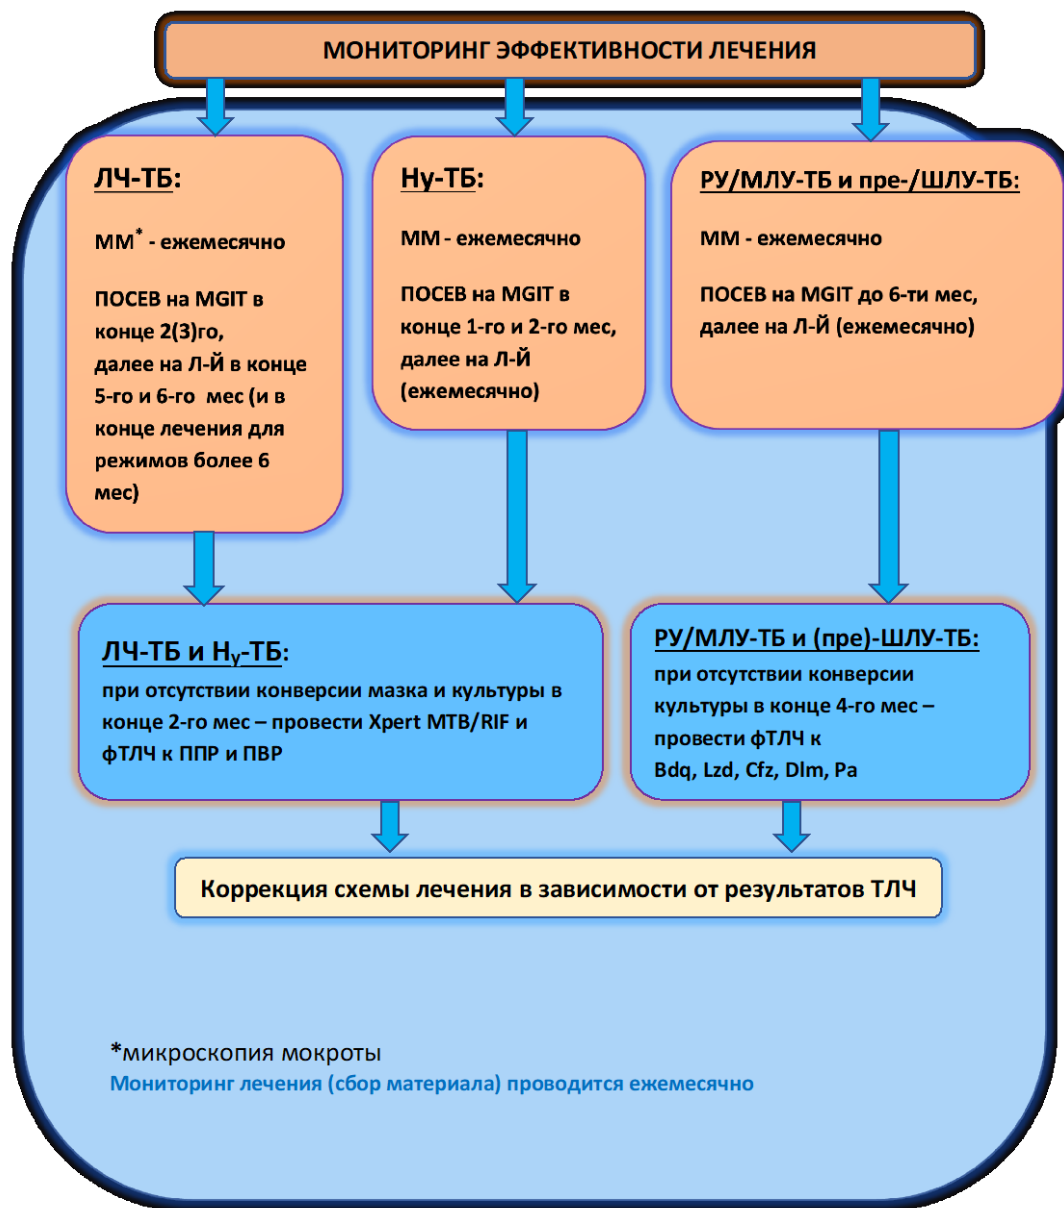 МОНИТОРИНГ ЭФФЕКТИВНОСТИ ЛЕЧЕНИЯ
ЛЧ-ТБ:
ММ* - ежемесячно
ПОСЕВ на MGIT в
конце 2(3)го,
далее на Л-Й в конце
5-го и 6-го мес (и в
конце лечения для
режимов более 6
мес)
Ну-ТБ:
ММ - ежемесячно
ПОСЕВ на MGIT в
конце 1-го и 2-го мес,
далее на Л-Й
(ежемесячно)
РУ/МЛУ-ТБ и пре-/ШЛУ-ТБ:
ММ - ежемесячно
ПОСЕВ на MGIT до 6-ти мес,
далее на Л-Й (ежемесячно)
ЛЧ-ТБ и Ну-ТБ:
при отсутствии конверсии мазка и культуры в
конце 2-го мес – провести Xpert MTB/RIF и
фТЛЧ к ППР и ПВР
РУ/МЛУ-ТБ и (пре)-ШЛУ-ТБ:
при отсутствии конверсии
культуры в конце 4-го мес –
провести фТЛЧ к
Bdq, Lzd, Cfz, Dlm, Pa
Коррекция схемы лечения в зависимости от результатов ТЛЧ
*микроскопия мокроты
Мониторинг лечения (сбор материала) проводится ежемесячно